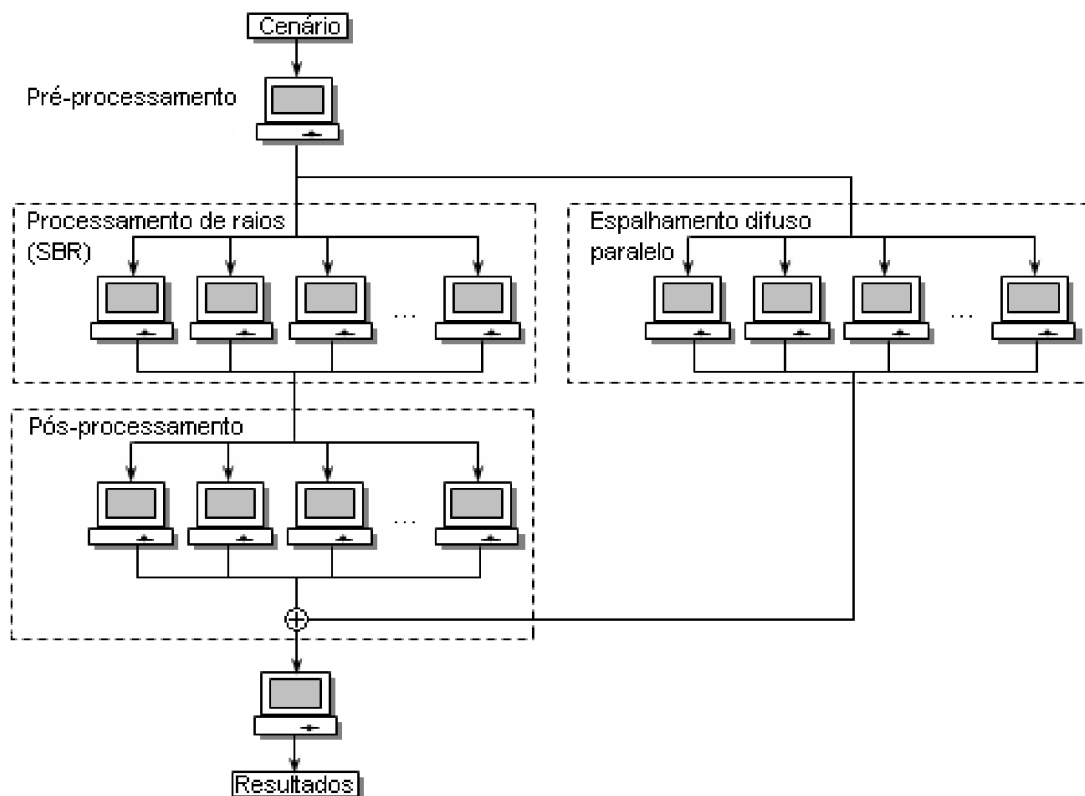 Cenário
Pré-processamento
Processamento de raios
(SBR)
...
Espalhamento difuso
paralelo
...
Pós-processamento
...
Resultados